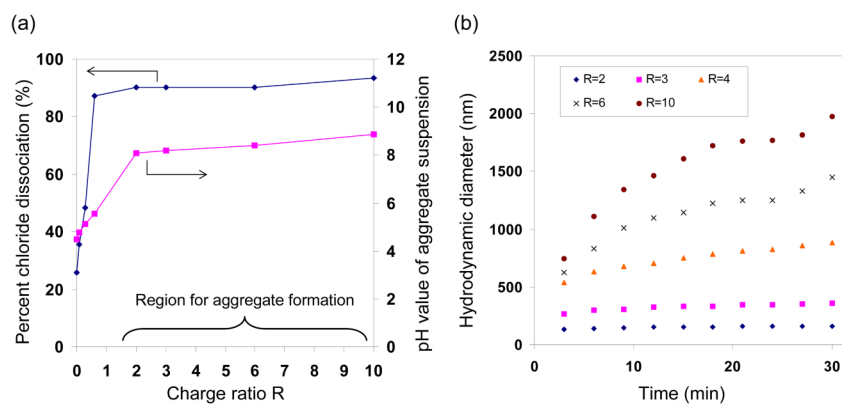 (a)
Percent chloride dissociation (%)
100
80
60
40
20
0
12
10
8
6
4
2
0
pH value of aggregate suspension
Region for aggregate formation
0 1 2 3 4 5 6 7 8 9 10
Charge ratio R
(b)
Hydrodynamic diameter (nm)
2500
2000
1500
1000
500
0
R=2 R=3 R=4
R=6 R=10
0 10 20 30
Time (min)